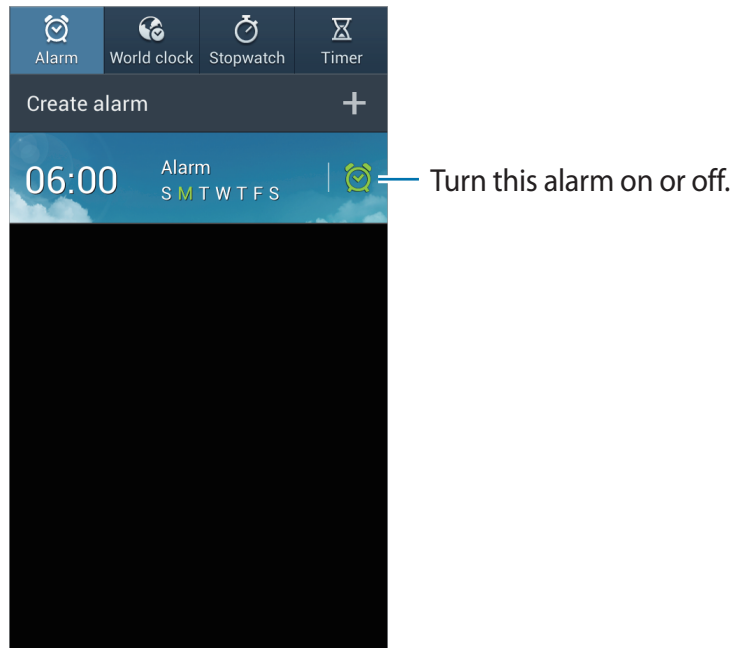 Alarm World clock Stopwatch Timer
Create alarm
06:00 Alarm
S M T W T F S
Turn this alarm on or off.